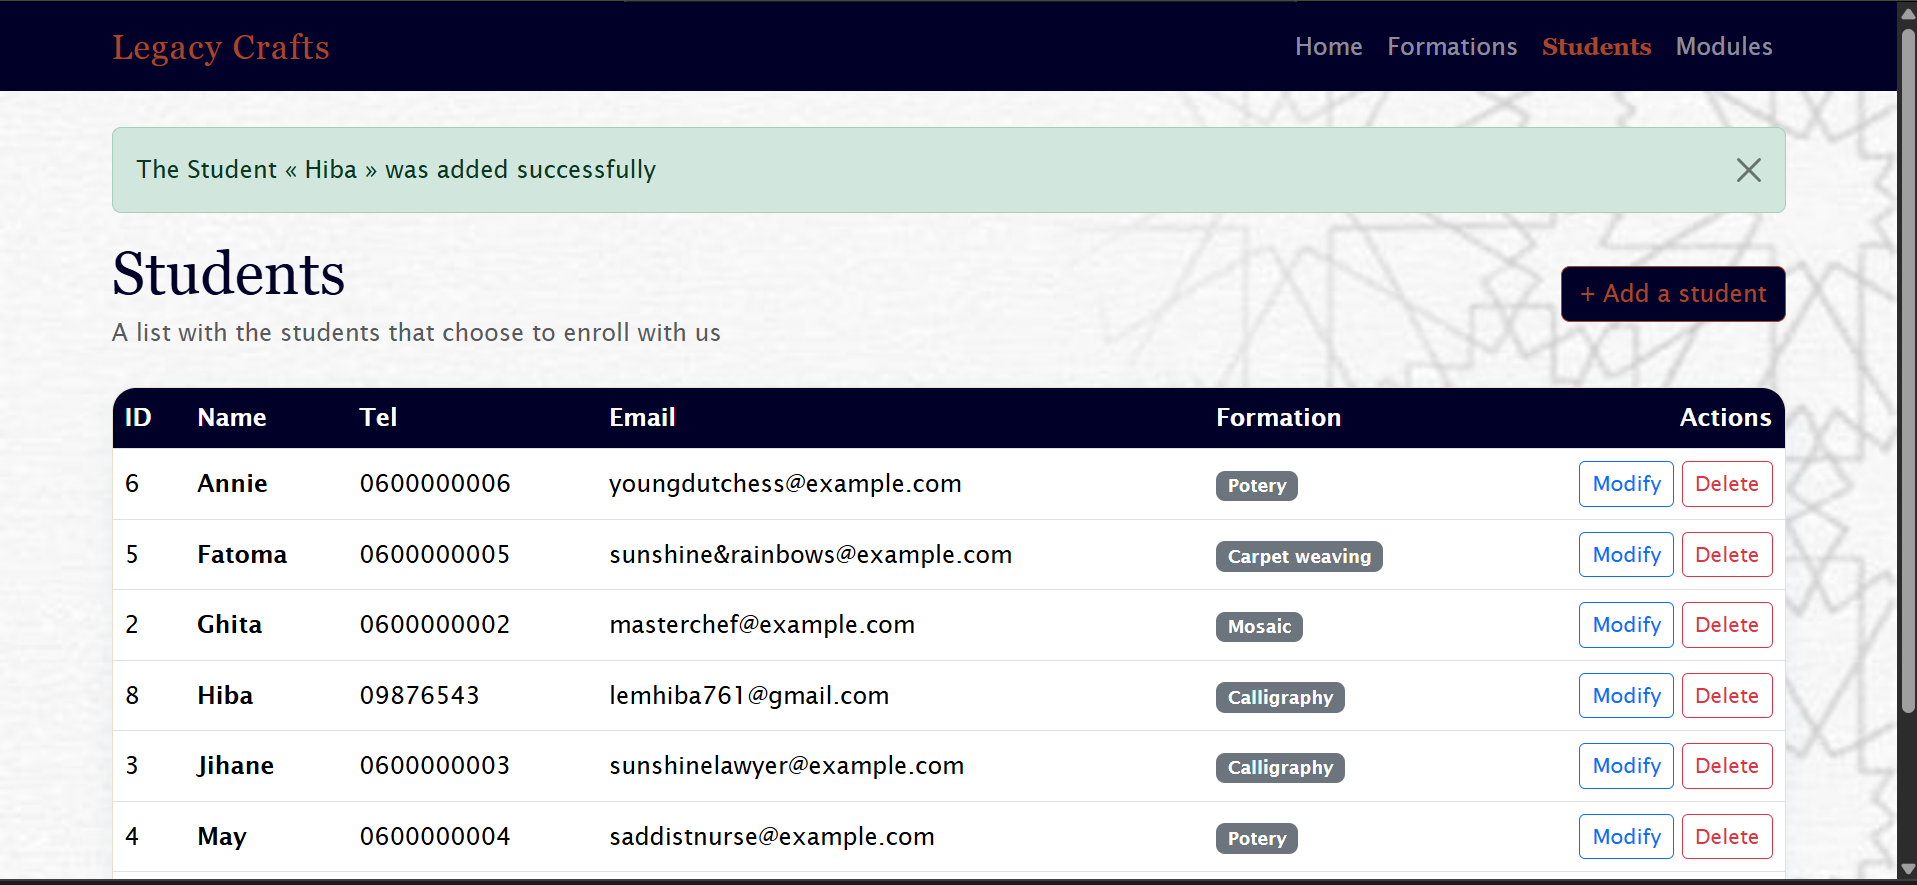 Legacy Crafts
Home Formations Students Modules
The Student « Hiba » was added successfully
Students
+ Add a student
A list with the students that choose to enroll with us
ID Name Tel Email Formation Actions
6 Annie 0600000006 youngdutchess@example.com Potery Modify Delete
5 Fatoma 0600000005 sunshine&rainbows@example.com Carpet weaving Modify Delete
2 Ghita 0600000002 masterchef@example.com Mosaic Modify Delete
8 Hiba 09876543 lemhiba761@gmail.com Calligraphy Modify Delete
3 Jihane 0600000003 sunshinelawyer@example.com Calligraphy Modify Delete
4 May 0600000004 saddistnurse@example.com Potery Modify Delete